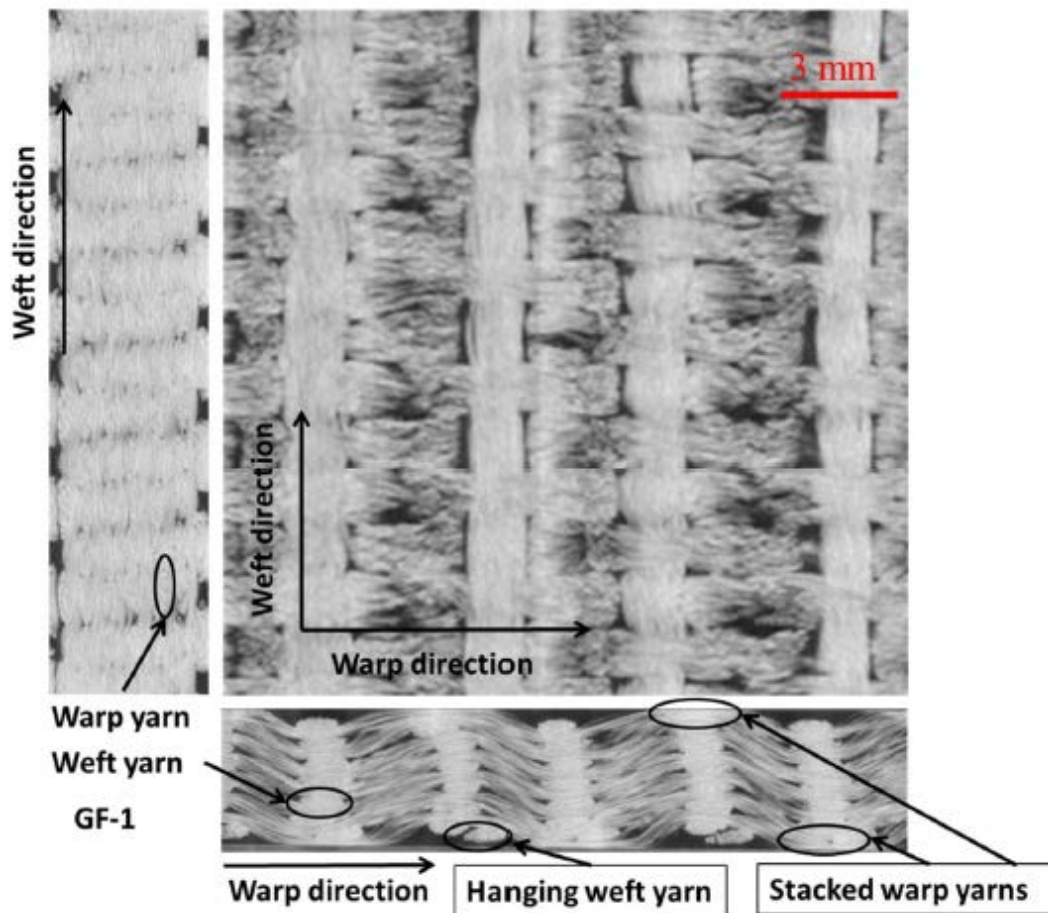 3 mm
Weft direction
Weft direction
Warp direction
Warp yarn
Weft yarn
GF-1
Warp direction
Hanging weft yarn
Stacked warp yarns